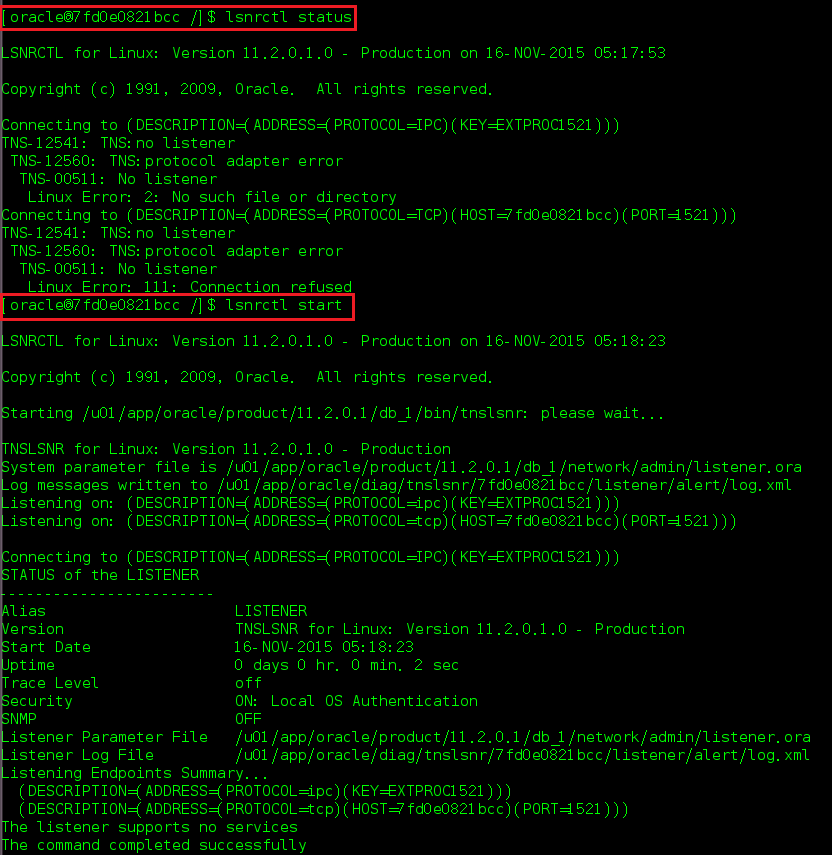 [oracle@7fd0e0821bcc /]$ lsnrctl status
LSNRCTL for Linux: Version 11.2.0.1.0 - Production on 16-NOV-2015 05:17:53
Copyright (c) 1991, 2009, Oracle.  All rights reserved.
Connecting to (DESCRIPTION=(ADDRESS=(PROTOCOL=IPC)(KEY=EXTPROC1521)))
TNS-12541: TNS:no listener
 TNS-12560: TNS:protocol adapter error
  TNS-00511: No listener
   Linux Error: 2: No such file or directory
Connecting to (DESCRIPTION=(ADDRESS=(PROTOCOL=TCP)(HOST=7fd0e0821bcc)(PORT=1521)))
TNS-12541: TNS:no listener
 TNS-12560: TNS:protocol adapter error
  TNS-00511: No listener
   Linux Error: 111: Connection refused
[oracle@7fd0e0821bcc /]$ lsnrctl start
LSNRCTL for Linux: Version 11.2.0.1.0 - Production on 16-NOV-2015 05:18:23
Copyright (c) 1991, 2009, Oracle.  All rights reserved.
Starting /u01/app/oracle/product/11.2.0.1/db_1/bin/tnslsnr: please wait...
TNSLSNR for Linux: Version 11.2.0.1.0 - Production
System parameter file is /u01/app/oracle/product/11.2.0.1/db_1/network/admin/listener.ora
Log messages written to /u01/app/oracle/diag/tnslsnr/7fd0e0821bcc/listener/alert/log.xml
Listening on: (DESCRIPTION=(ADDRESS=(PROTOCOL=ipc)(KEY=EXTPROC1521)))
Listening on: (DESCRIPTION=(ADDRESS=(PROTOCOL=tcp)(HOST=7fd0e0821bcc)(PORT=1521)))
Connecting to (DESCRIPTION=(ADDRESS=(PROTOCOL=IPC)(KEY=EXTPROC1521)))
STATUS of the LISTENER
------------------------
Alias                     LISTENER
Version                   TNSLSNR for Linux: Version 11.2.0.1.0 - Production
Start Date                16-NOV-2015 05:18:23
Uptime                    0 days 0 hr. 0 min. 2 sec
Trace Level               off
Security                  ON: Local OS Authentication
SNMP                      OFF
Listener Parameter File   /u01/app/oracle/product/11.2.0.1/db_1/network/admin/listener.ora
Listener Log File         /u01/app/oracle/diag/tnslsnr/7fd0e0821bcc/listener/alert/log.xml
Listening Endpoints Summary...
  (DESCRIPTION=(ADDRESS=(PROTOCOL=ipc)(KEY=EXTPROC1521)))
  (DESCRIPTION=(ADDRESS=(PROTOCOL=tcp)(HOST=7fd0e0821bcc)(PORT=1521)))
The listener supports no services
The command completed successfully